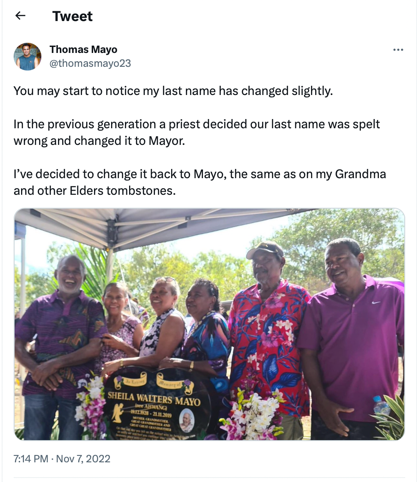 Tweet
Thomas Mayo
@thomasmayo23
You may start to notice my last name has changed slightly.
In the previous generation a priest decided our last name was spelt
wrong and changed it to Mayor.
I've decided to change it back to Mayo, the same as on my Grandma
and other Elders tombstones.
SHEILA WALTERS MAYO
7:14 PM · Nov 7, 2022